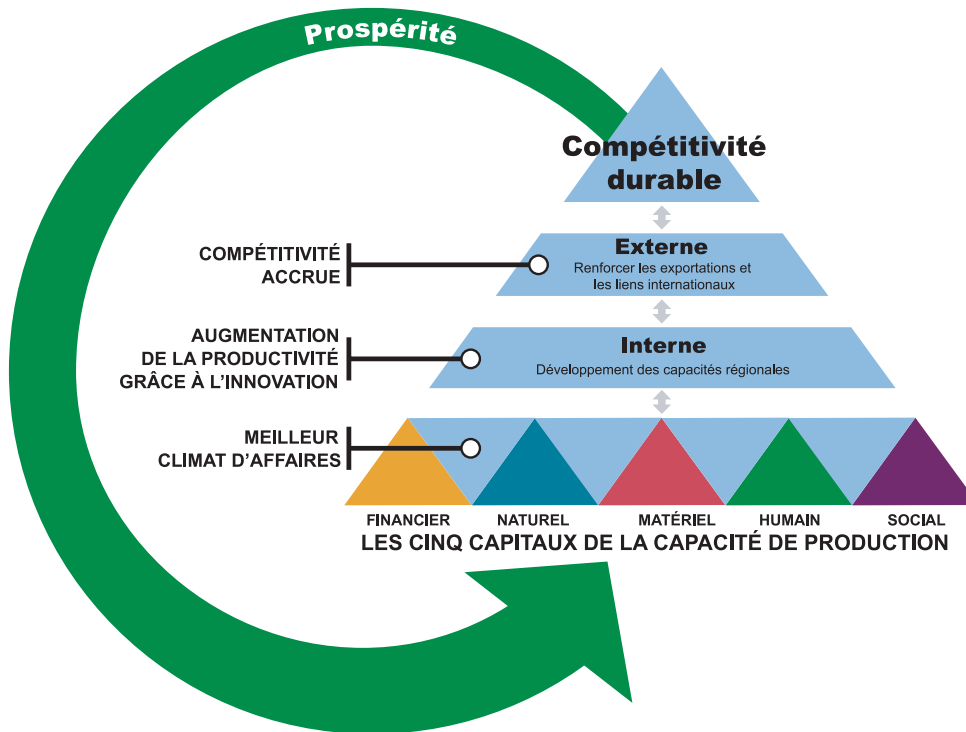 Prospérité
Compétitivité
durable
Externe
Renforcer les exportations et
les liens internationaux
COMPÉTITIVITÉ
ACCRUE
Interne
Développement des capacités régionales
AUGMENTATION
DE LA PRODUCTIVITÉ
GRÂCE À L’INNOVATION
MEILLEUR
CLIMAT D’AFFAIRES
FINANCIER
NATUREL
MATÉRIEL
HUMAIN
SOCIAL
LES CINQ CAPITAUX DE LA CAPACITÉ DE PRODUCTION